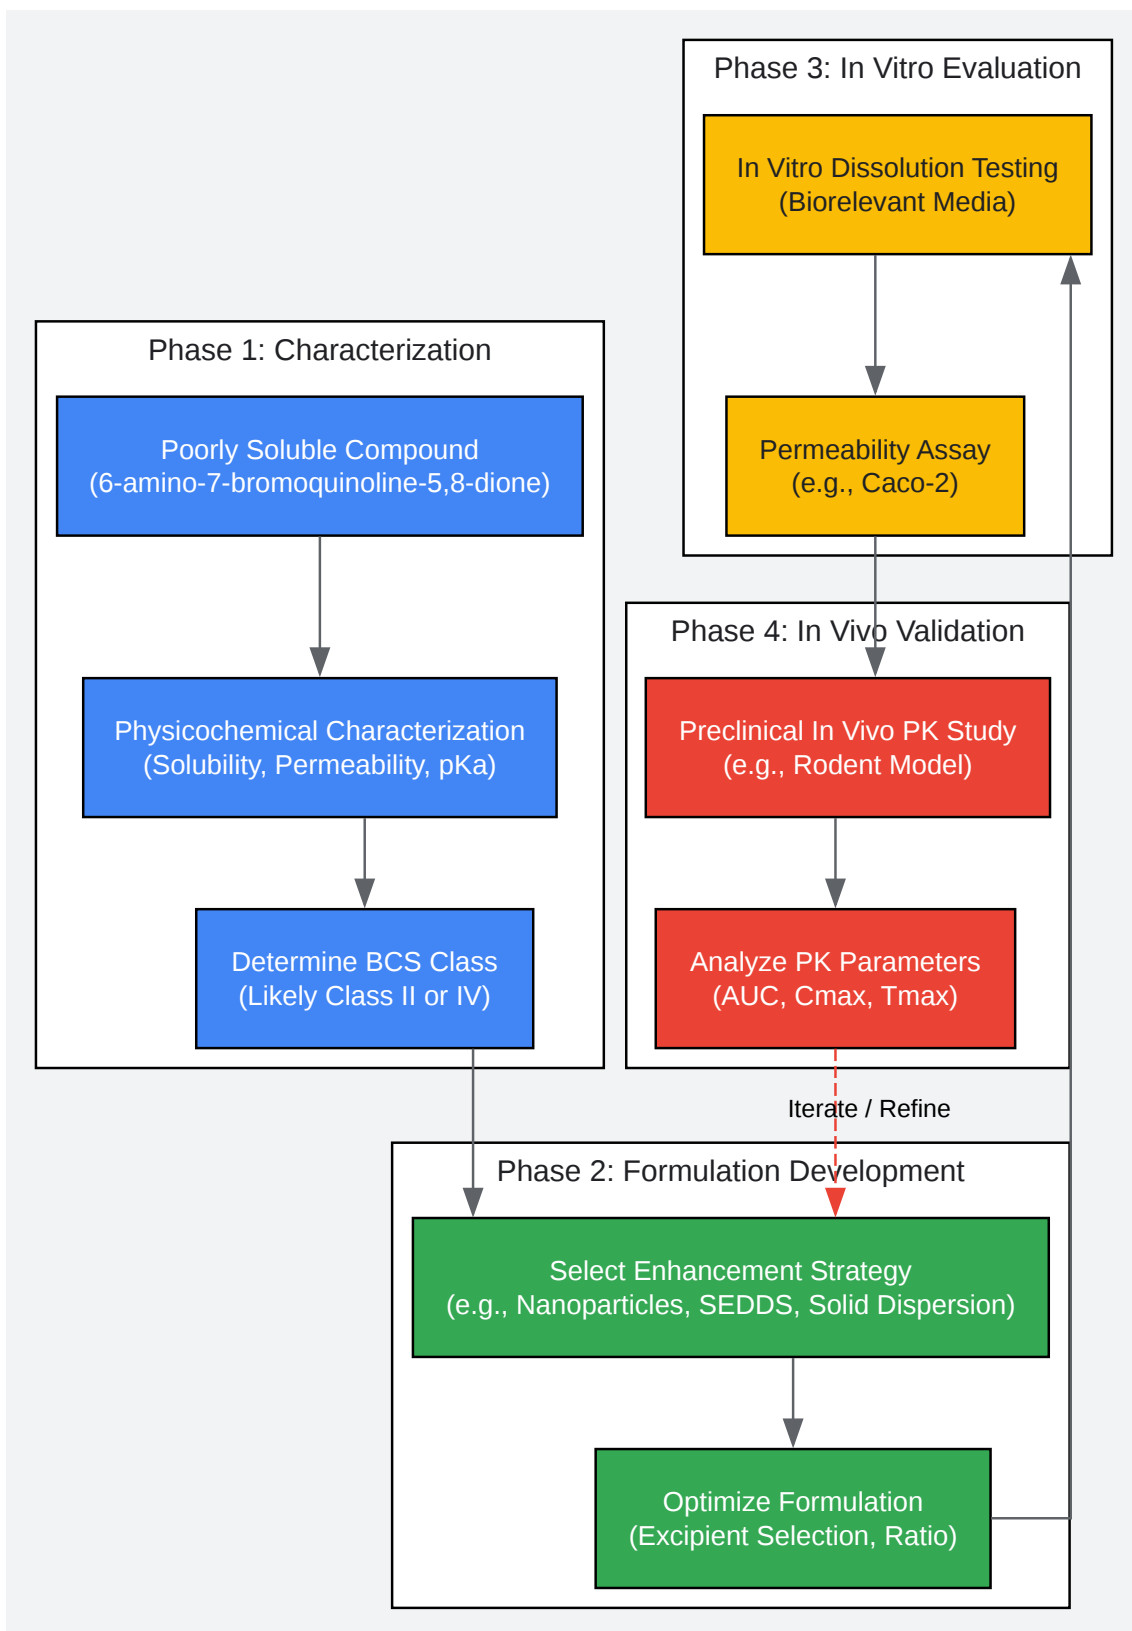 Phase 3: In Vitro Evaluation
In Vitro Dissolution Testing
(Biorelevant Media)
Permeability Assay
(e.g., Caco-2)
Phase 1: Characterization
Poorly Soluble Compound
(6-amino-7-bromoquinoline-5,8-dione)
Physicochemical Characterization
(Solubility, Permeability, pKa)
Determine BCS Class
(Likely Class II or IV)
Phase 4: In Vivo Validation
Preclinical In Vivo PK Study
(e.g., Rodent Model)
Analyze PK Parameters
(AUC, Cmax, Tmax)
Iterate / Refine
Phase 2: Formulation Development
Select Enhancement Strategy
(e.g., Nanoparticles, SEDDS, Solid Dispersion)
Optimize Formulation
(Excipient Selection, Ratio)